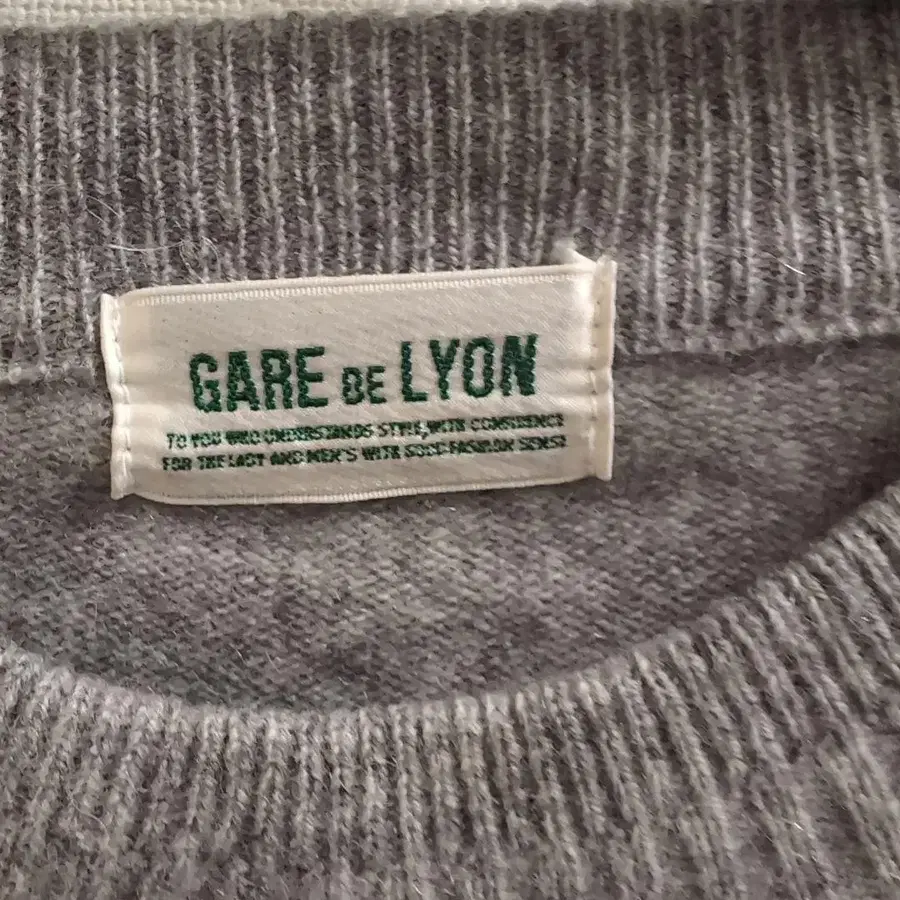 GARE DE LYON
TO YOU WHO UNDERSTANDS STYLE, WITH CONFIDENCE
FOR THE LADY AND MEN'S WITH GOOD FASHION SENSE